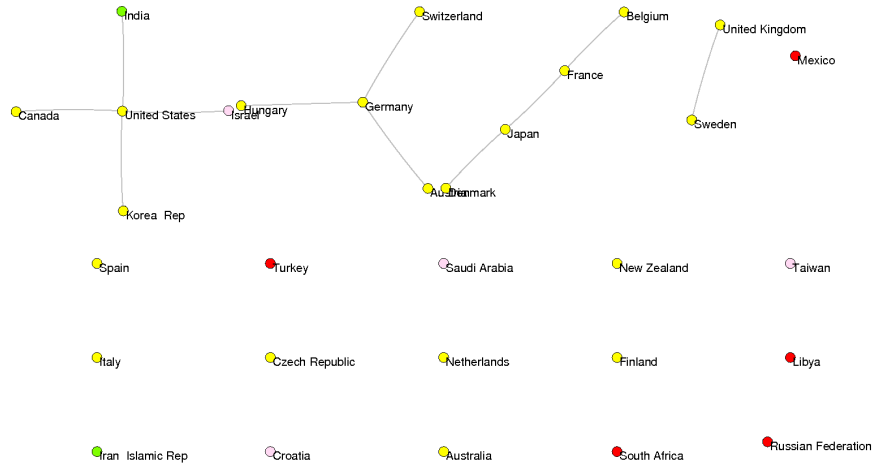 India
Switzerland
Belgium
United Kingdom
Mexico
France
Canada
United States
Israel
Hungary
Germany
Sweden
Japan
Austria
Denmark
Korea Rep
Spain
Turkey
Saudi Arabia
New Zealand
Taiwan
Italy
Czech Republic
Netherlands
Finland
Libya
Iran Islamic Rep
Croatia
Australia
South Africa
Russian Federation